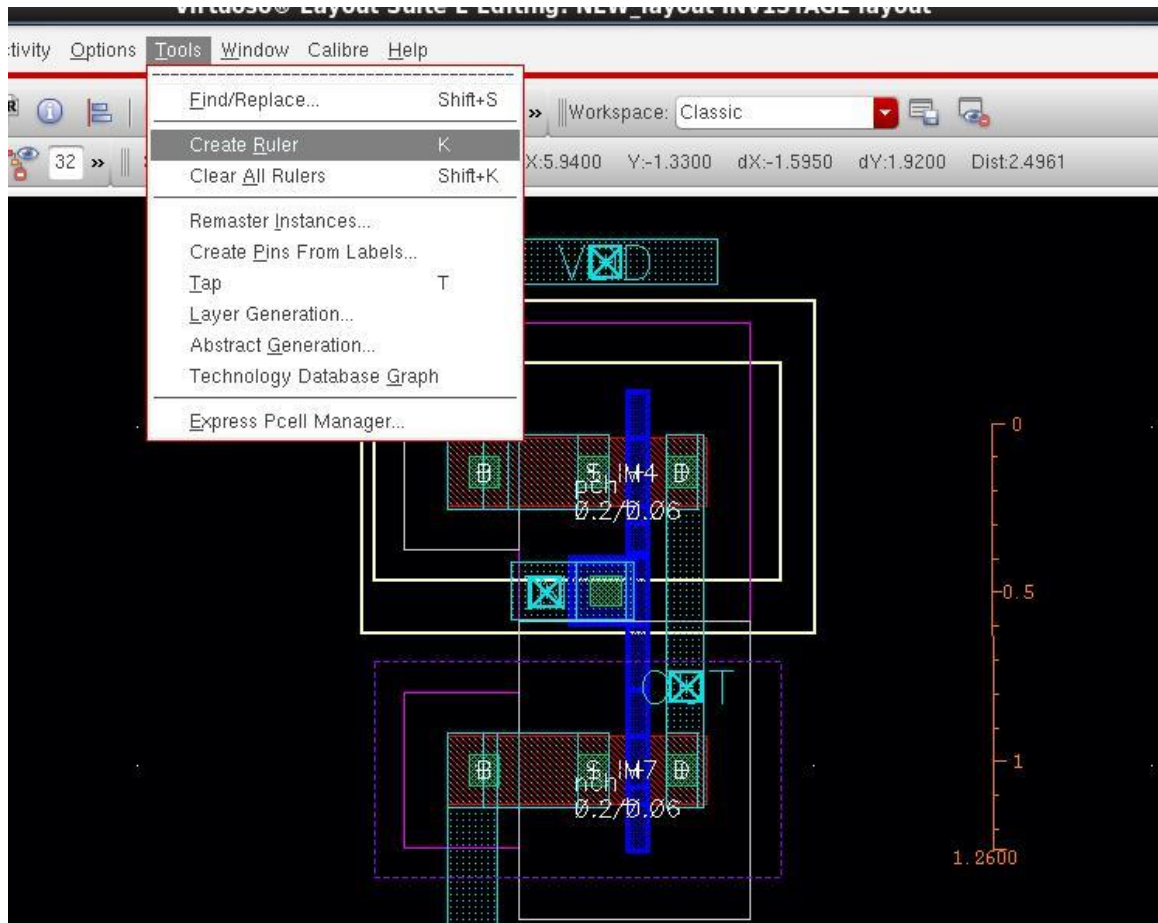 Virtuoso® Layout Suite L Editing: NEW_layout INV1STAGE layout
tivity Options Tools Window Calibre Help
Find/Replace... Shift+S
Create Ruler K
Clear All Rulers Shift+K
Remaster Instances...
Create Pins From Labels...
Tap T
Layer Generation...
Abstract Generation...
Technology Database Graph
Express Pcell Manager...
» Workspace: Classic
32 » X:5.9400 Y:-1.3300 dX:-1.5950 dY:1.9200 Dist:2.4961
0
B S IM4 D
pch
0.2/0.06
0.5
B S IM7 D
nch
0.2/0.06
1
1.2600